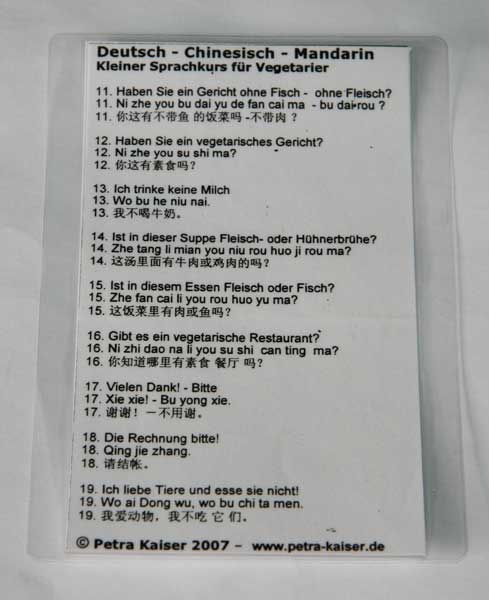 Deutsch - Chinesisch - Mandarin
Kleiner Sprachkurs für Vegetarier
11. Haben Sie ein Gericht ohne Fisch - ohne Fleisch?
11. Ni zhe you bu dai yu de fan cai ma - bu dai rou ?
11. 你这有不带鱼 的饭菜吗 -不带肉 ?
12. Haben Sie ein vegetarisches Gericht?
12. Ni zhe you su shi ma?
12. 你这有素食吗?
13. Ich trinke keine Milch
13. Wo bu he niu nai.
13. 我不喝牛奶。
14. Ist in dieser Suppe Fleisch- oder Hühnerbrühe?
14. Zhe tang li mian you niu rou huo ji rou ma?
14. 这汤里面有牛肉或鸡肉的吗?
15. Ist in diesem Essen Fleisch oder Fisch?
15. Zhe fan cai li you rou huo yu ma?
15. 这饭菜里有肉或鱼吗?
16. Gibt es ein vegetarische Restaurant?
16. Ni zhi dao na li you su shi can ting ma?
16. 你知道哪里有素食 餐厅 吗?
17. Vielen Dank! - Bitte
17. Xie xie! - Bu yong xie.
17. 谢谢! －不用谢。
18. Die Rechnung bitte!
18. Qing jie zhang.
18. 请结帐。
19. Ich liebe Tiere und esse sie nicht!
19. Wo ai Dong wu, wo bu chi ta men.
19. 我爱动物, 我不吃 它 们。
© Petra Kaiser 2007 – www.petra-kaiser.de